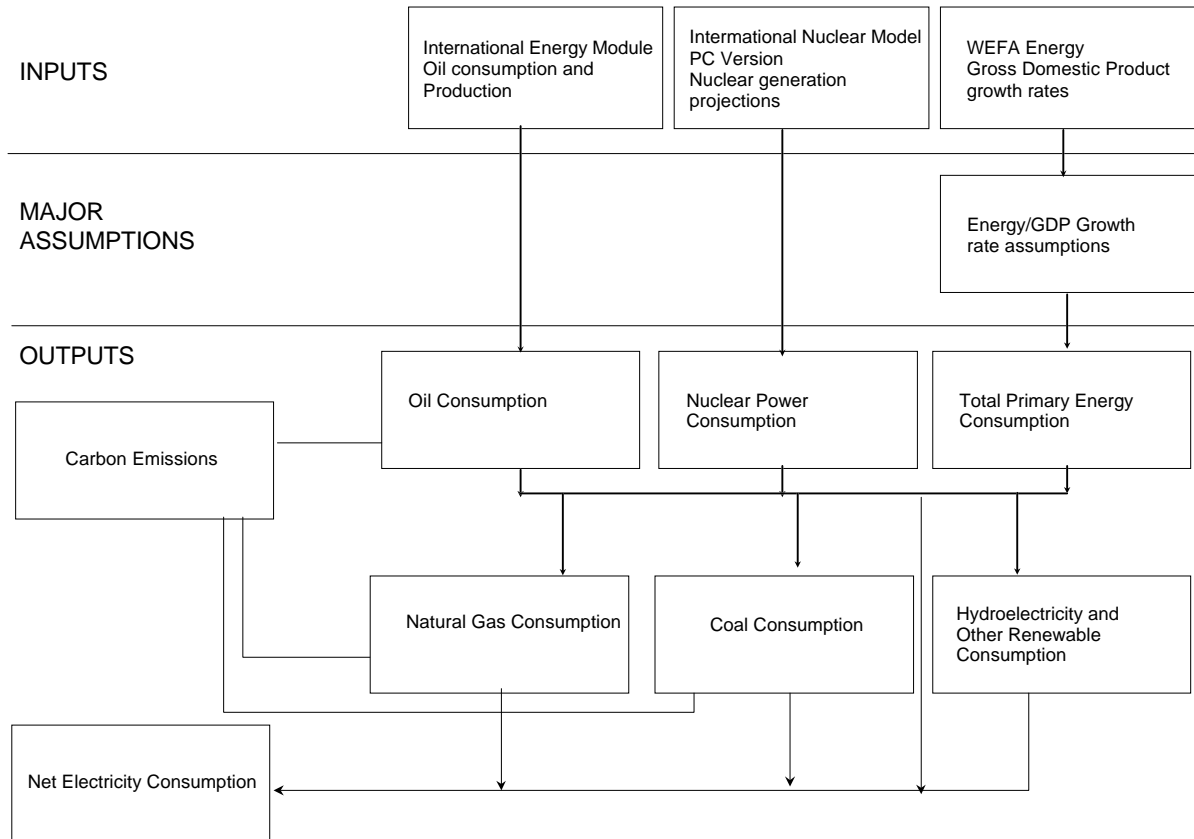 INPUTS
International Energy Module
Oil consumption and
Production
International Nuclear Model
PC Version
Nuclear generation
projections
WEFA Energy
Gross Domestic Product
growth rates
MAJOR
ASSUMPTIONS
Energy/GDP Growth
rate assumptions
OUTPUTS
Oil Consumption
Nuclear Power
Consumption
Total Primary Energy
Consumption
Carbon Emissions
Natural Gas Consumption
Coal Consumption
Hydroelectricity and
Other Renewable
Consumption
Net Electricity Consumption